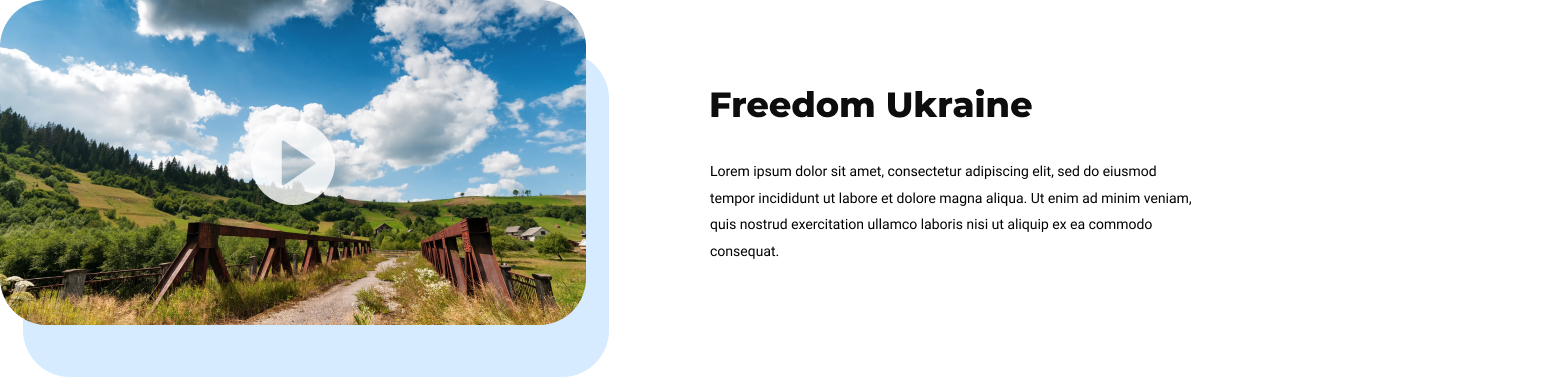 Freedom Ukraine
Lorem ipsum dolor sit amet, consectetur adipiscing elit, sed do eiusmod
tempor incididunt ut labore et dolore magna aliqua. Ut enim ad minim veniam,
quis nostrud exercitation ullamco laboris nisi ut aliquip ex ea commodo
consequat.